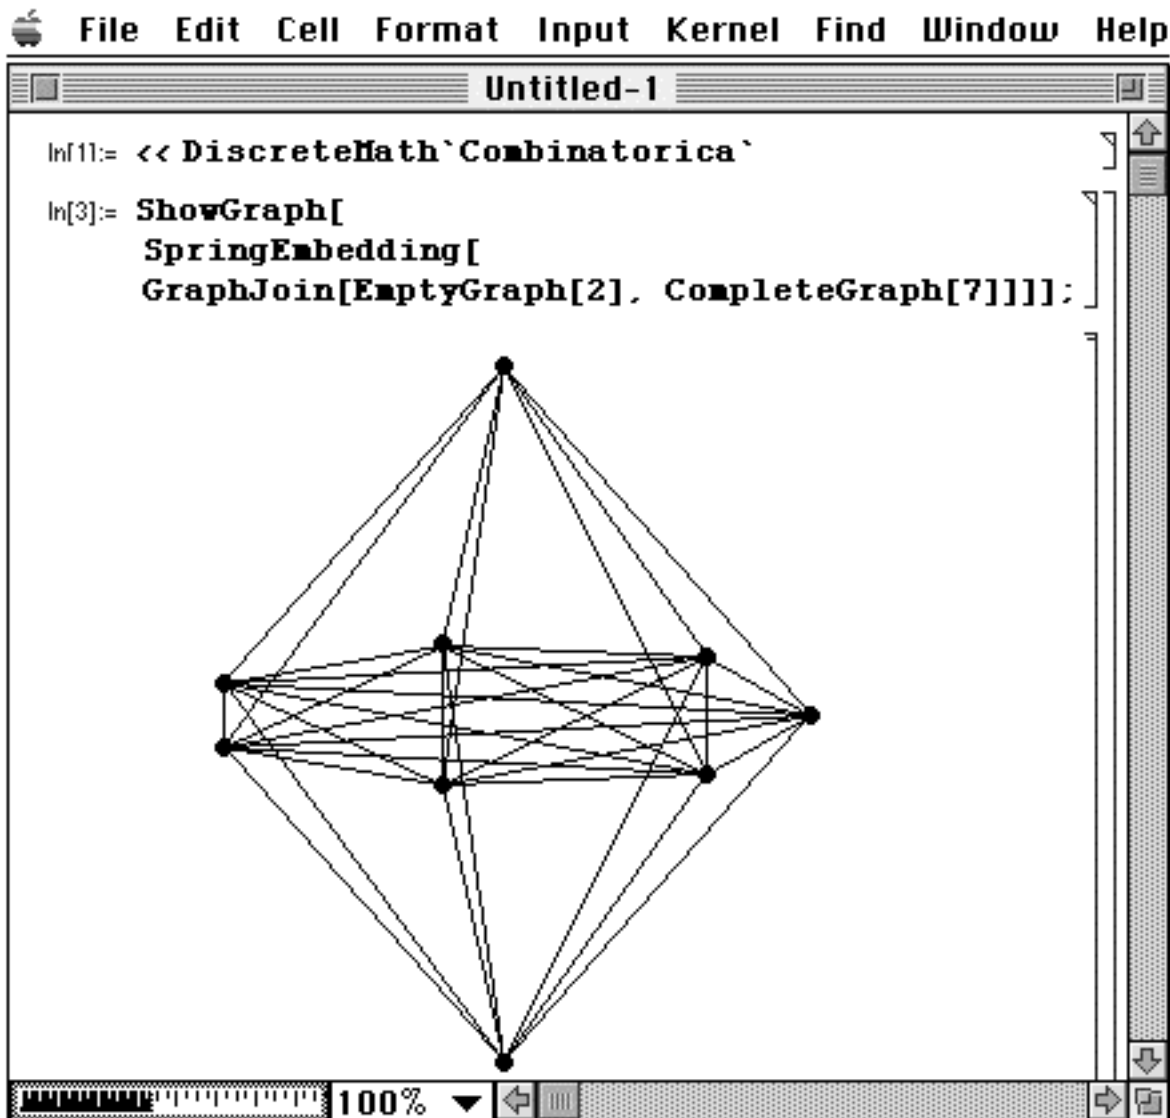 File Edit Cell Format Input Kernel Find Window Help
Untitled-1
In[1]:= << DiscreteMath`Combinatorica`
In[3]:= ShowGraph[
SpringEmbedding[
GraphJoin[EmptyGraph[2], CompleteGraph[7]]]];
100%